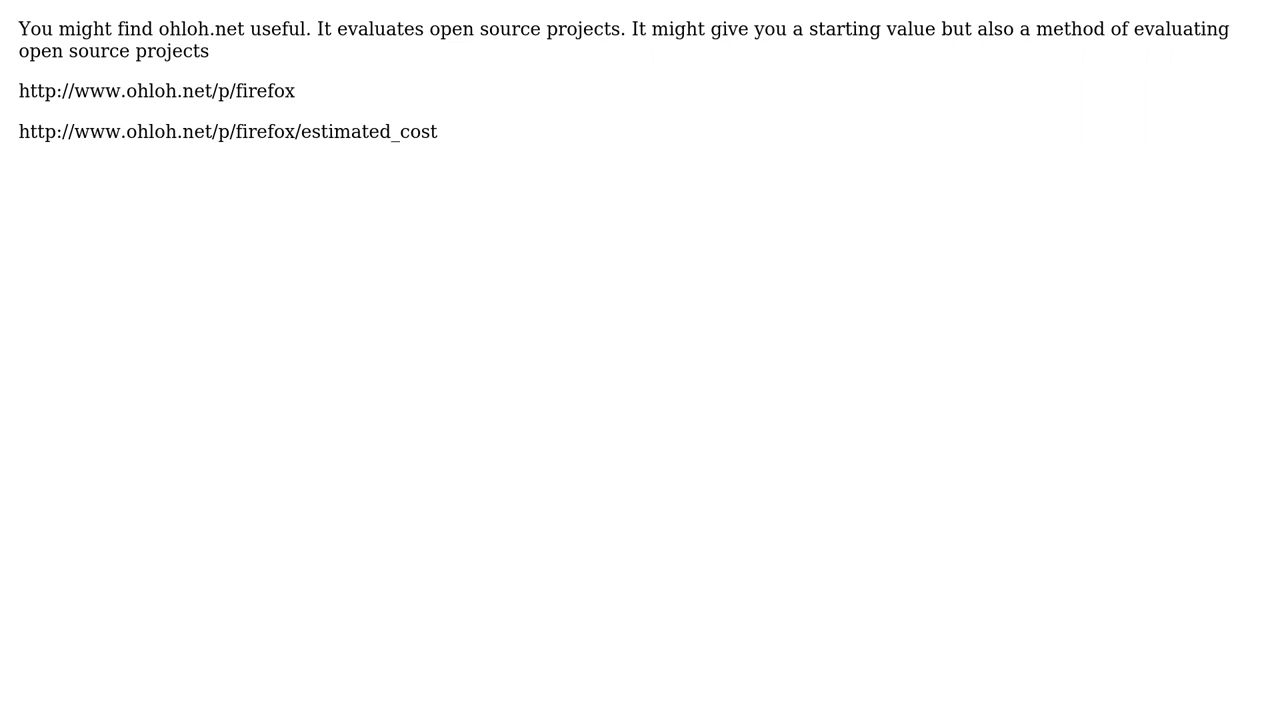 You might find ohloh.net useful. It evaluates open source projects. It might give you a starting value but also a method of evaluating
open source projects
http://www.ohloh.net/p/firefox
http://www.ohloh.net/p/firefox/estimated_cost